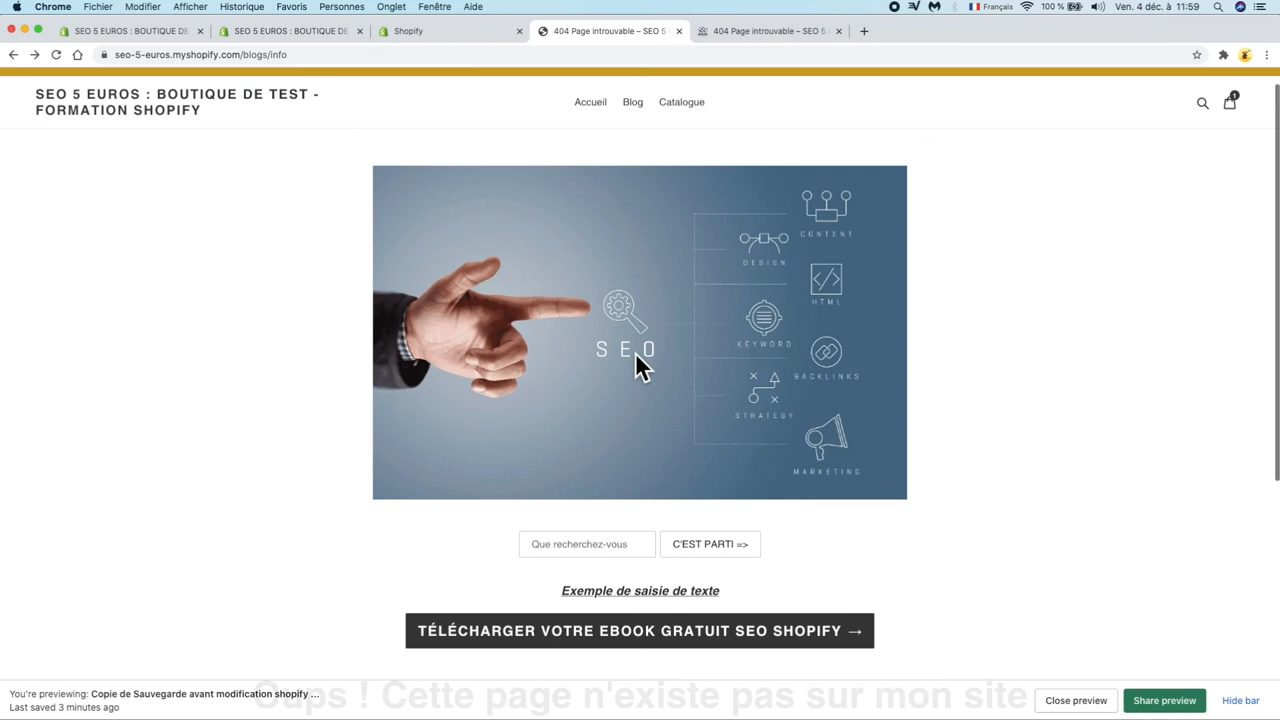 Chrome Fichier Modifier Afficher Historique Favoris Personnes Onglet Fenêtre Aide Français 100 % Ven. 4 déc. à 11:59
SEO 5 EUROS : BOUTIQUE DE SEO 5 EUROS : BOUTIQUE DE Shopify 404 Page introuvable – SEO 5 404 Page introuvable – SEO 5
seo-5-euros.myshopify.com/blogs/info
SEO 5 EUROS : BOUTIQUE DE TEST -
FORMATION SHOPIFY
Accueil Blog Catalogue
1
CONTENT
DESIGN
HTML
KEYWORD
SEO
BACKLINKS
STRATEGY
MARKETING
Que recherchez-vous C'EST PARTI =>
Exemple de saisie de texte
TÉLÉCHARGER VOTRE EBOOK GRATUIT SEO SHOPIFY →
Oups ! Cette page n'existe pas sur mon site
You're previewing: Copie de Sauvegarde avant modification shopify ...
Last saved 3 minutes ago
Close preview Share preview Hide bar